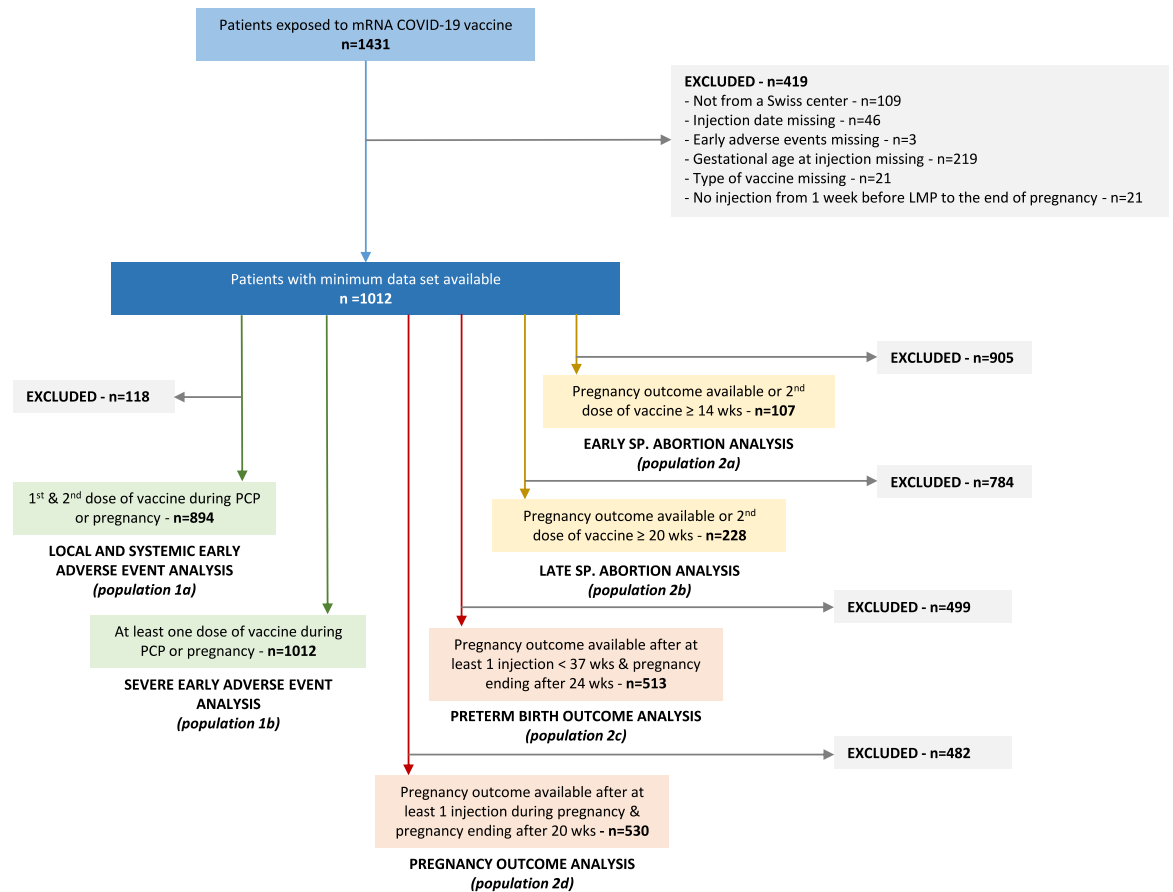 Patients exposed to mRNA COVID-19 vaccine
n=1431
EXCLUDED - n=419
- Not from a Swiss center - n=109
- Injection date missing - n=46
- Early adverse events missing - n=3
- Gestational age at injection missing - n=219
- Type of vaccine missing - n=21
- No injection from 1 week before LMP to the end of pregnancy - n=21
Patients with minimum data set available
n =1012
EXCLUDED - n=905
EXCLUDED - n=118
Pregnancy outcome available or 2nd
dose of vaccine ≥ 14 wks - n=107
EARLY SP. ABORTION ANALYSIS
(population 2a)
EXCLUDED - n=784
1st & 2nd dose of vaccine during PCP
or pregnancy - n=894
LOCAL AND SYSTEMIC EARLY
ADVERSE EVENT ANALYSIS
(population 1a)
Pregnancy outcome available or 2nd
dose of vaccine ≥ 20 wks - n=228
LATE SP. ABORTION ANALYSIS
(population 2b)
EXCLUDED - n=499
At least one dose of vaccine during
PCP or pregnancy - n=1012
SEVERE EARLY ADVERSE EVENT
ANALYSIS
(population 1b)
Pregnancy outcome available after at
least 1 injection < 37 wks & pregnancy
ending after 24 wks - n=513
PRETERM BIRTH OUTCOME ANALYSIS
(population 2c)
EXCLUDED - n=482
Pregnancy outcome available after at
least 1 injection during pregnancy &
pregnancy ending after 20 wks - n=530
PREGNANCY OUTCOME ANALYSIS
(population 2d)